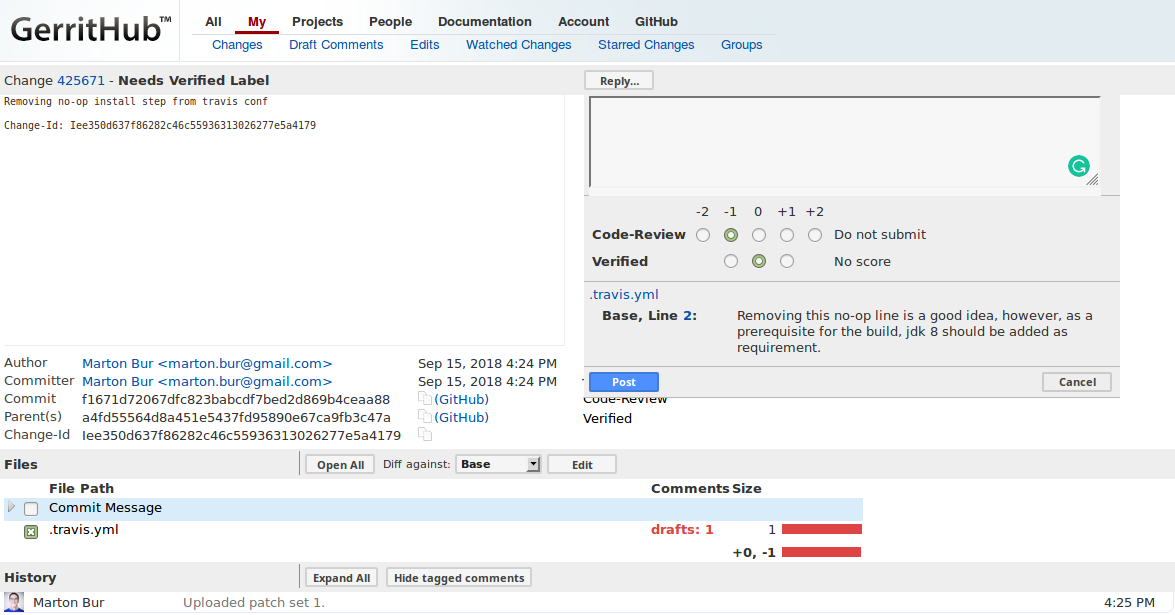 GerritHub™
All My Projects People Documentation Account GitHub
Changes Draft Comments Edits Watched Changes Starred Changes Groups
Change 425671 - Needs Verified Label
Reply...
Removing no-op install step from travis conf
Change-Id: Iee350d637f86282c46c55936313026277e5a4179
-2 -1 0 +1 +2
Code-Review Do not submit
Verified No score
.travis.yml
Base, Line 2: Removing this no-op line is a good idea, however, as a
prerequisite for the build, jdk 8 should be added as
requirement.
Post Cancel
Author Marton Bur <marton.bur@gmail.com> Sep 15, 2018 4:24 PM
Committer Marton Bur <marton.bur@gmail.com> Sep 15, 2018 4:24 PM
Commit f1671d72067dfc823babcdf7bed2d869b4ceaa88 (GitHub)
Code-Review
Parent(s) a4fd55564d8a451e5437fd95890e67ca9fb3c47a (GitHub)
Verified
Change-Id Iee350d637f86282c46c55936313026277e5a4179
Files Open All Diff against: Base Edit
File Path Comments Size
Commit Message
.travis.yml drafts: 1 1
+0, -1
History Expand All Hide tagged comments
Marton Bur Uploaded patch set 1. 4:25 PM